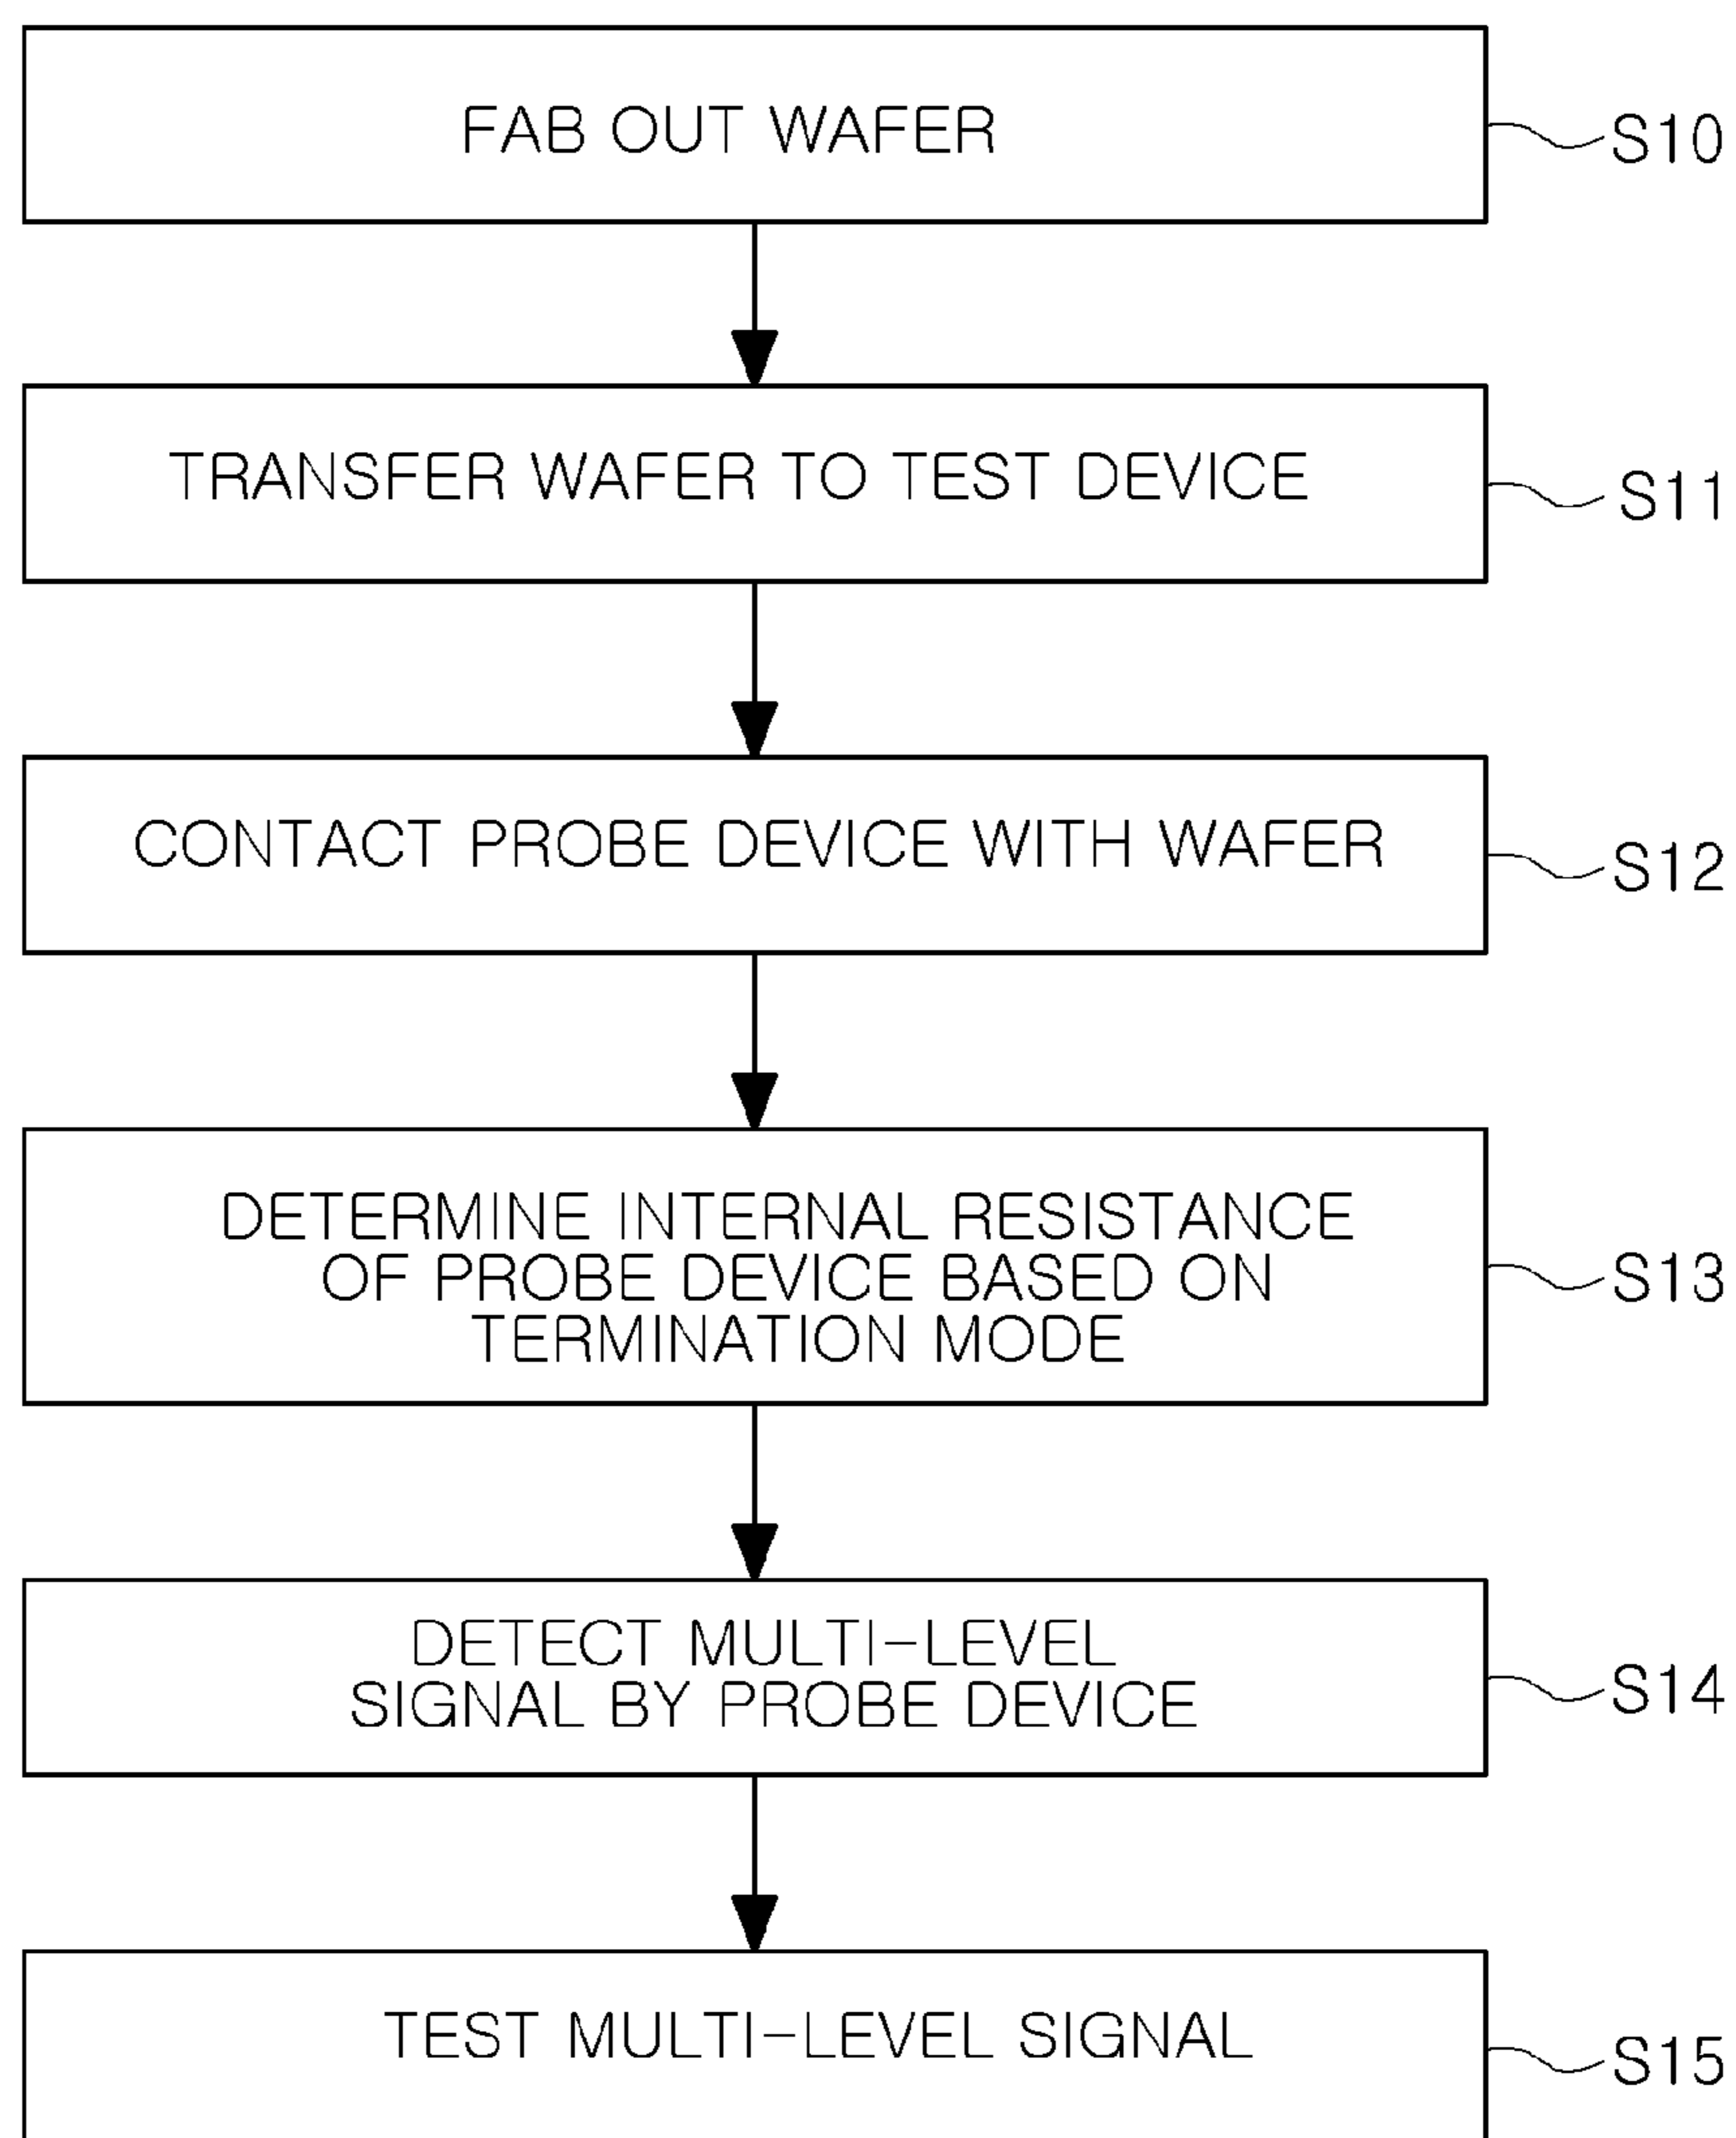 FAB OUT WAFER
S10
TRANSFER WAFER TO TEST DEVICE
S11
CONTACT PROBE DEVICE WITH WAFER
S12
DETERMINE INTERNAL RESISTANCE
OF PROBE DEVICE BASED ON
TERMINATION MODE
S13
DETECT MULTI-LEVEL
SIGNAL BY PROBE DEVICE
S14
TEST MULTI-LEVEL SIGNAL
S15